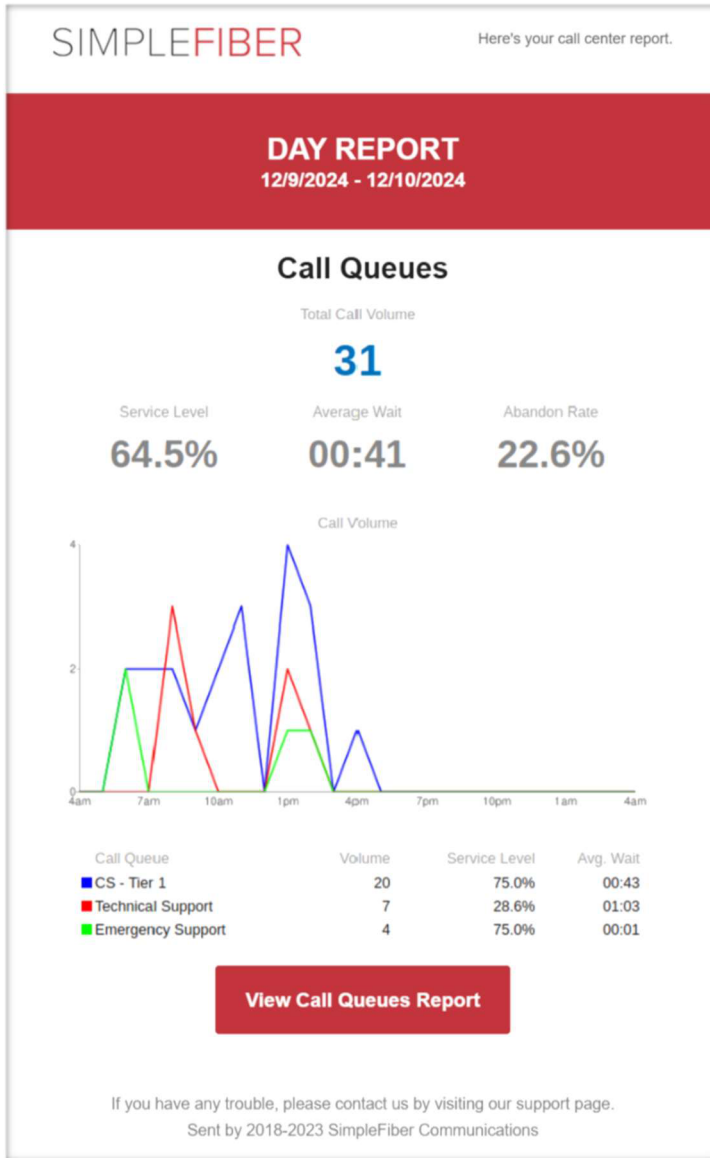 SIMPLEFIBER
Here's your call center report.
DAY REPORT
12/9/2024 - 12/10/2024
Call Queues
Total Call Volume
31
Service Level Average Wait Abandon Rate
64.5% 00:41 22.6%
Call Volume
4
2
0
4am 7am 10am 1pm 4pm 7pm 10pm 1am 4am
Call Queue Volume Service Level Avg. Wait
CS - Tier 1 20 75.0% 00:43
Technical Support 7 28.6% 01:03
Emergency Support 4 75.0% 00:01
View Call Queues Report
If you have any trouble, please contact us by visiting our support page.
Sent by 2018-2023 SimpleFiber Communications